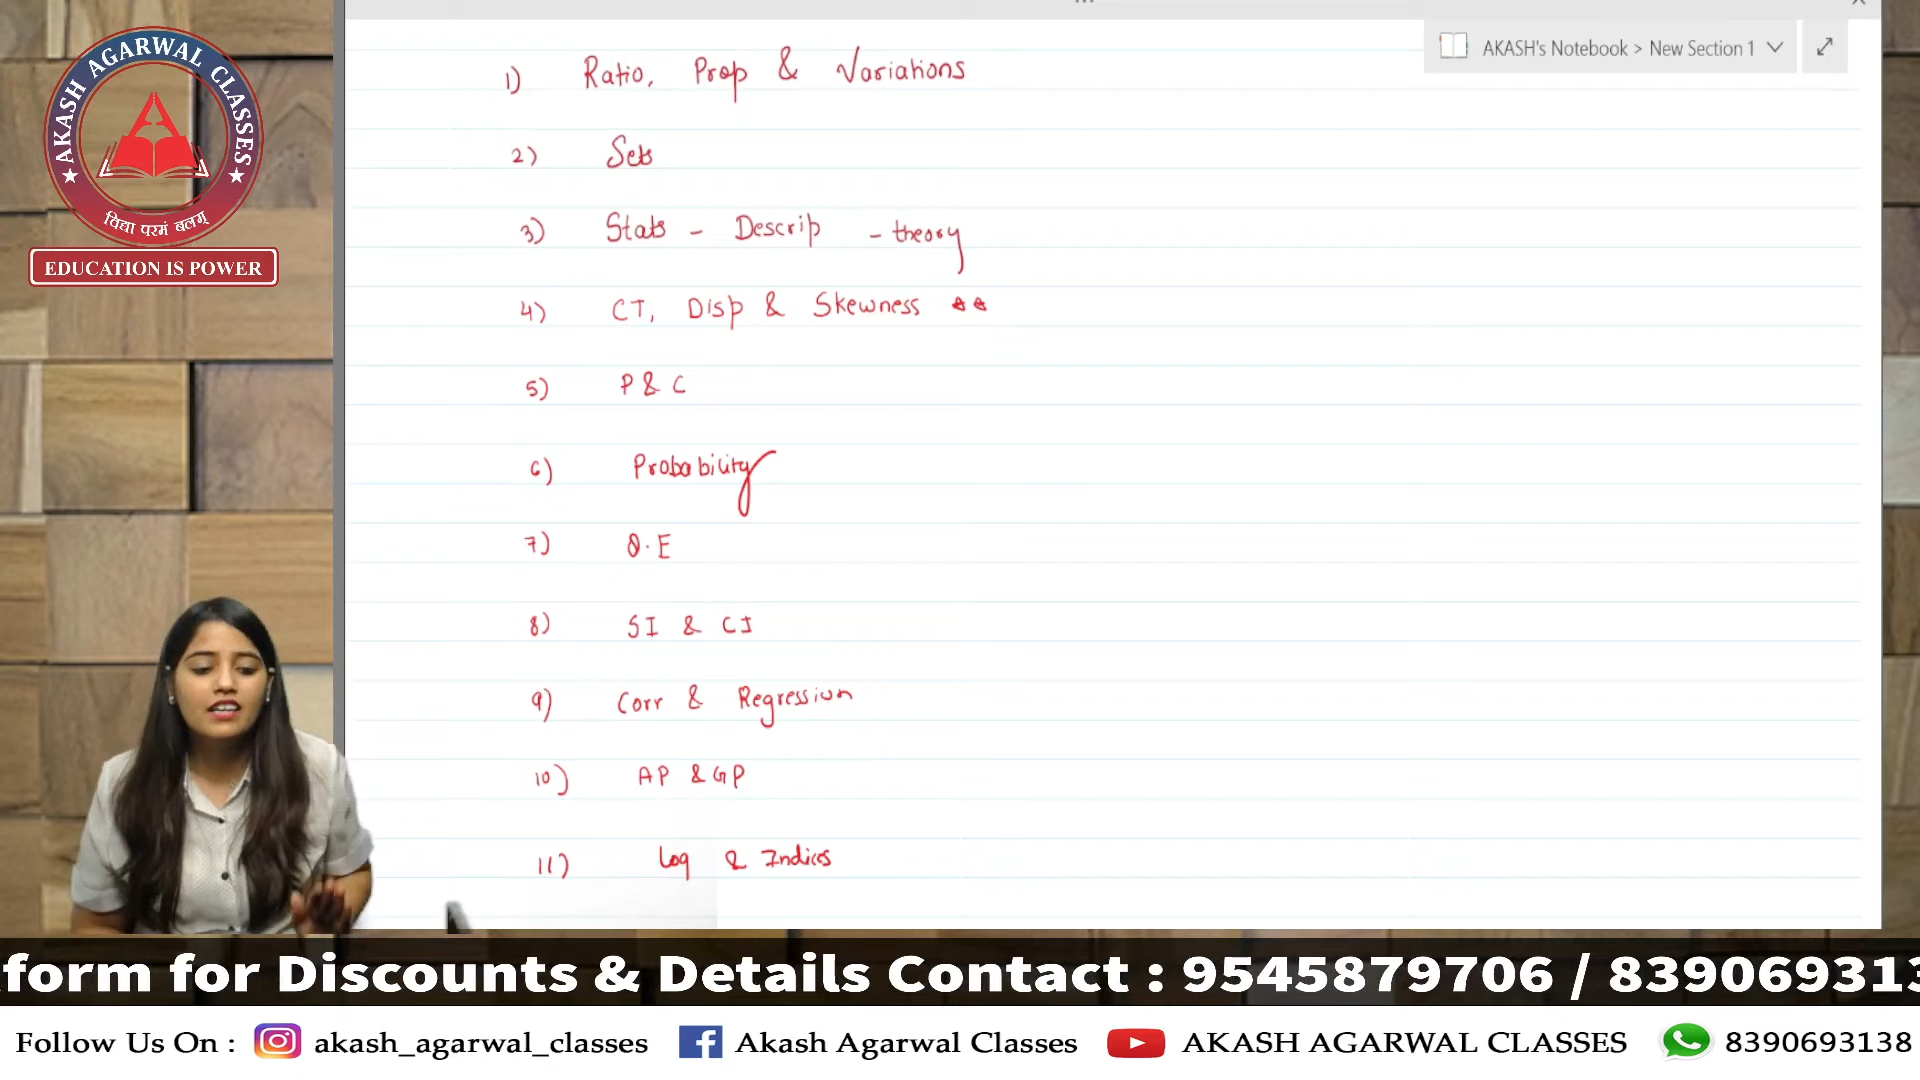 AKASH AGARWAL CLASSES
विद्या परमं बलम्
EDUCATION IS POWER
AKASH's Notebook > New Section 1
1) Ratio, Prop & Variations
2) Sets
3) Stats - Descrip - theory
4) CT, Disp & Skewness **
5) P & C
6) Probability
7) Q.E
8) SI & CI
9) Corr & Regression
10) AP & GP
11) Log & Indices
form for Discounts & Details Contact : 9545879706 / 839069313
Follow Us On : akash_agarwal_classes Akash Agarwal Classes AKASH AGARWAL CLASSES 8390693138